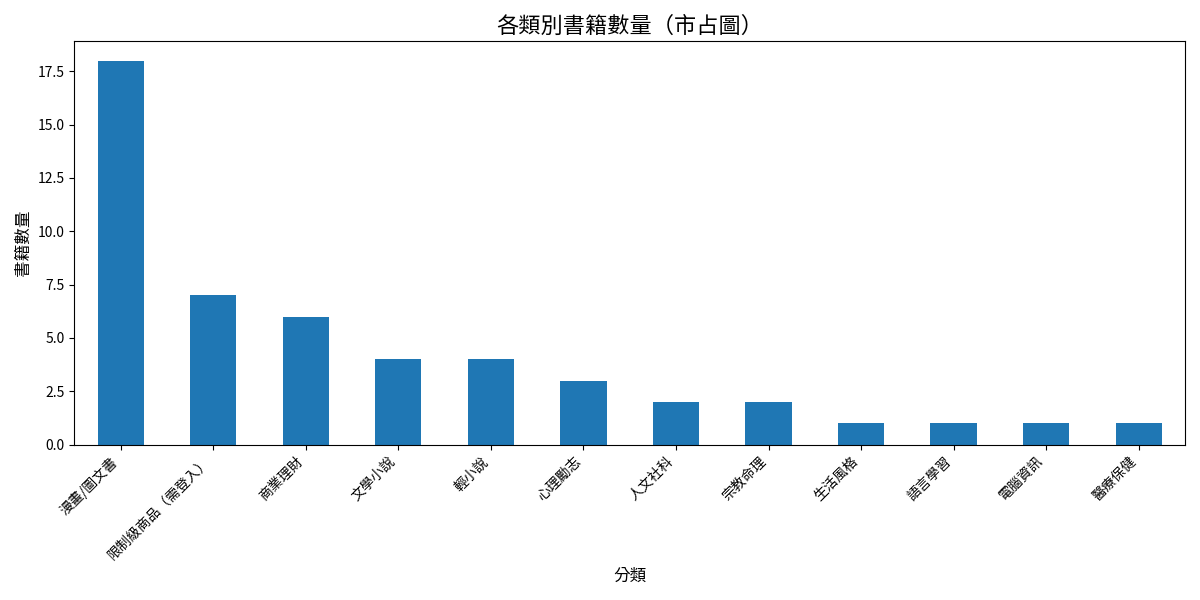 各類別書籍數量（市占圖）
書籍數量
17.5
15.0
12.5
10.0
7.5
5.0
2.5
0.0
漫畫/圖文書
限制級商品（需登入）
商業理財
文學小說
輕小說
心理勵志
人文社科
宗教命理
生活風格
語言學習
電腦資訊
醫療保健
分類